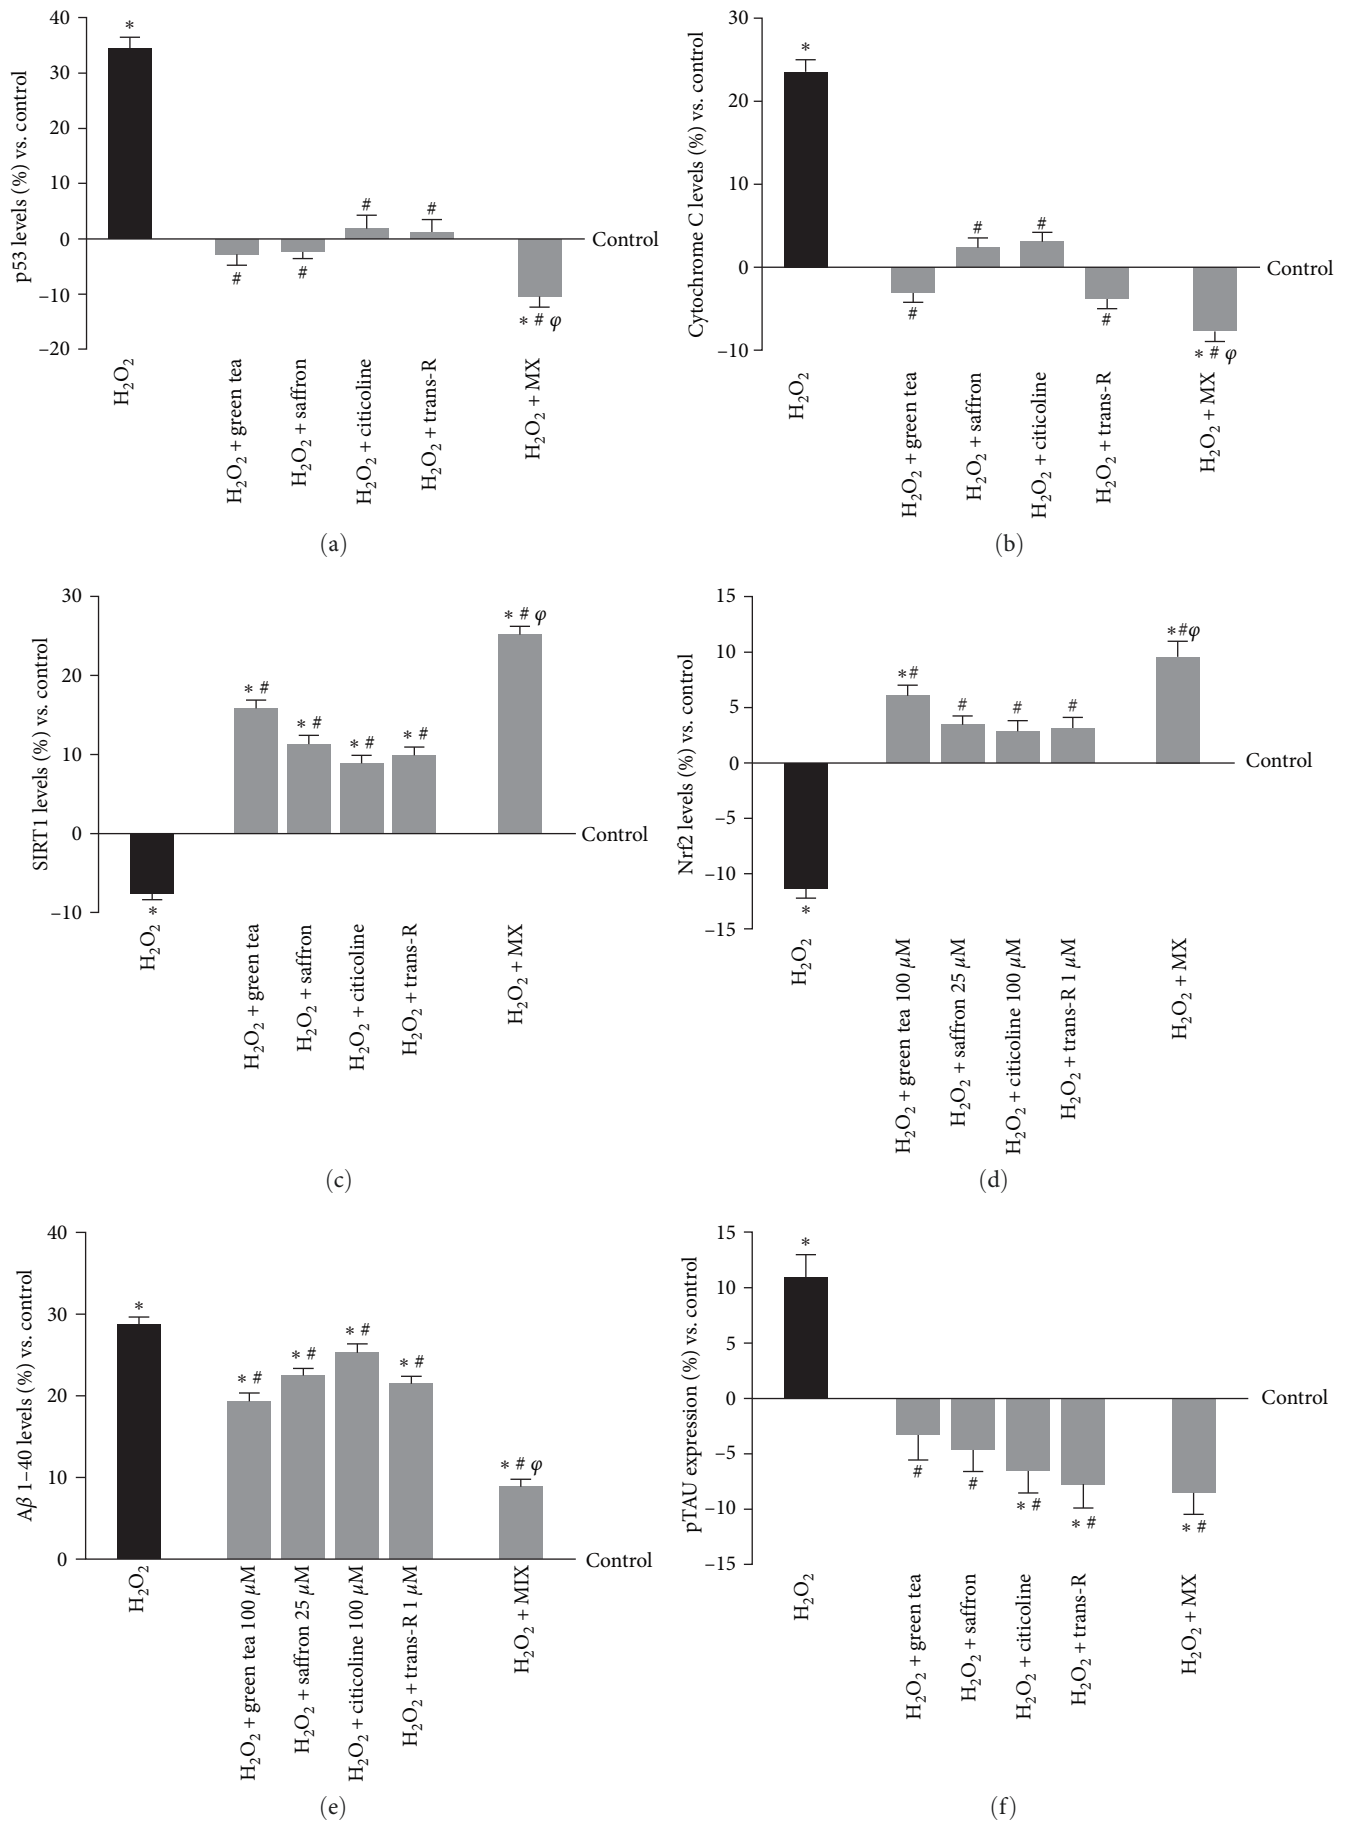 40
30
20
10
0
–10
–20
p53 levels (%) vs. control
*
#
#
#
#
* # φ
Control
H2O2
H2O2 + green tea
H2O2 + saffron
H2O2 + citicoline
H2O2 + trans-R
H2O2 + MX
(a)
30
20
10
0
–10
Cytochrome C levels (%) vs. control
*
#
#
#
#
* # φ
Control
H2O2
H2O2 + green tea
H2O2 + saffron
H2O2 + citicoline
H2O2 + trans-R
H2O2 + MX
(b)
30
20
10
0
–10
SIRT1 levels (%) vs. control
*
* #
* #
* #
* #
* # φ
Control
H2O2
H2O2 + green tea
H2O2 + saffron
H2O2 + citicoline
H2O2 + trans-R
H2O2 + MX
(c)
15
10
5
0
–5
–10
–15
Nrf2 levels (%) vs. control
*
*#
#
#
#
*#φ
Control
H2O2
H2O2 + green tea 100 μM
H2O2 + saffron 25 μM
H2O2 + citicoline 100 μM
H2O2 + trans-R 1 μM
H2O2 + MX
(d)
40
30
20
10
0
Aβ 1–40 levels (%) vs. control
*
* #
* #
* #
* #
* # φ
Control
H2O2
H2O2 + green tea 100 μM
H2O2 + saffron 25 μM
H2O2 + citicoline 100 μM
H2O2 + trans-R 1 μM
H2O2 + MIX
(e)
15
10
5
0
–5
–10
–15
pTAU expression (%) vs. control
*
#
#
* #
* #
* #
Control
H2O2
H2O2 + green tea
H2O2 + saffron
H2O2 + citicoline
H2O2 + trans-R
H2O2 + MX
(f)